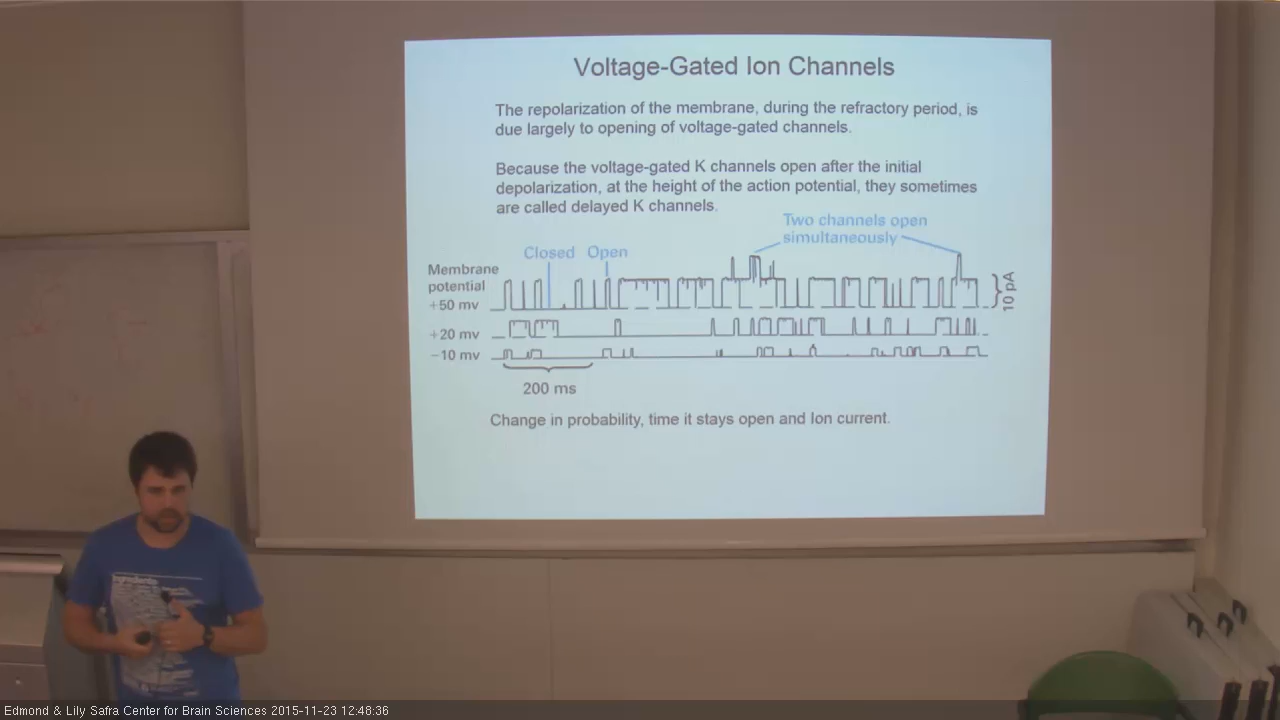 Voltage-Gated Ion Channels
The repolarization of the membrane, during the refractory period, is
due largely to opening of voltage-gated channels.
Because the voltage-gated K channels open after the initial
depolarization, at the height of the action potential, they sometimes
are called delayed K channels.
Two channels open
simultaneously
Closed Open
Membrane
potential
+50 mv
10 pA
+20 mv
−10 mv
200 ms
Change in probability, time it stays open and Ion current.
Ingredients
Edmond & Lily Safra Center for Brain Sciences 2015-11-23 12:48:36